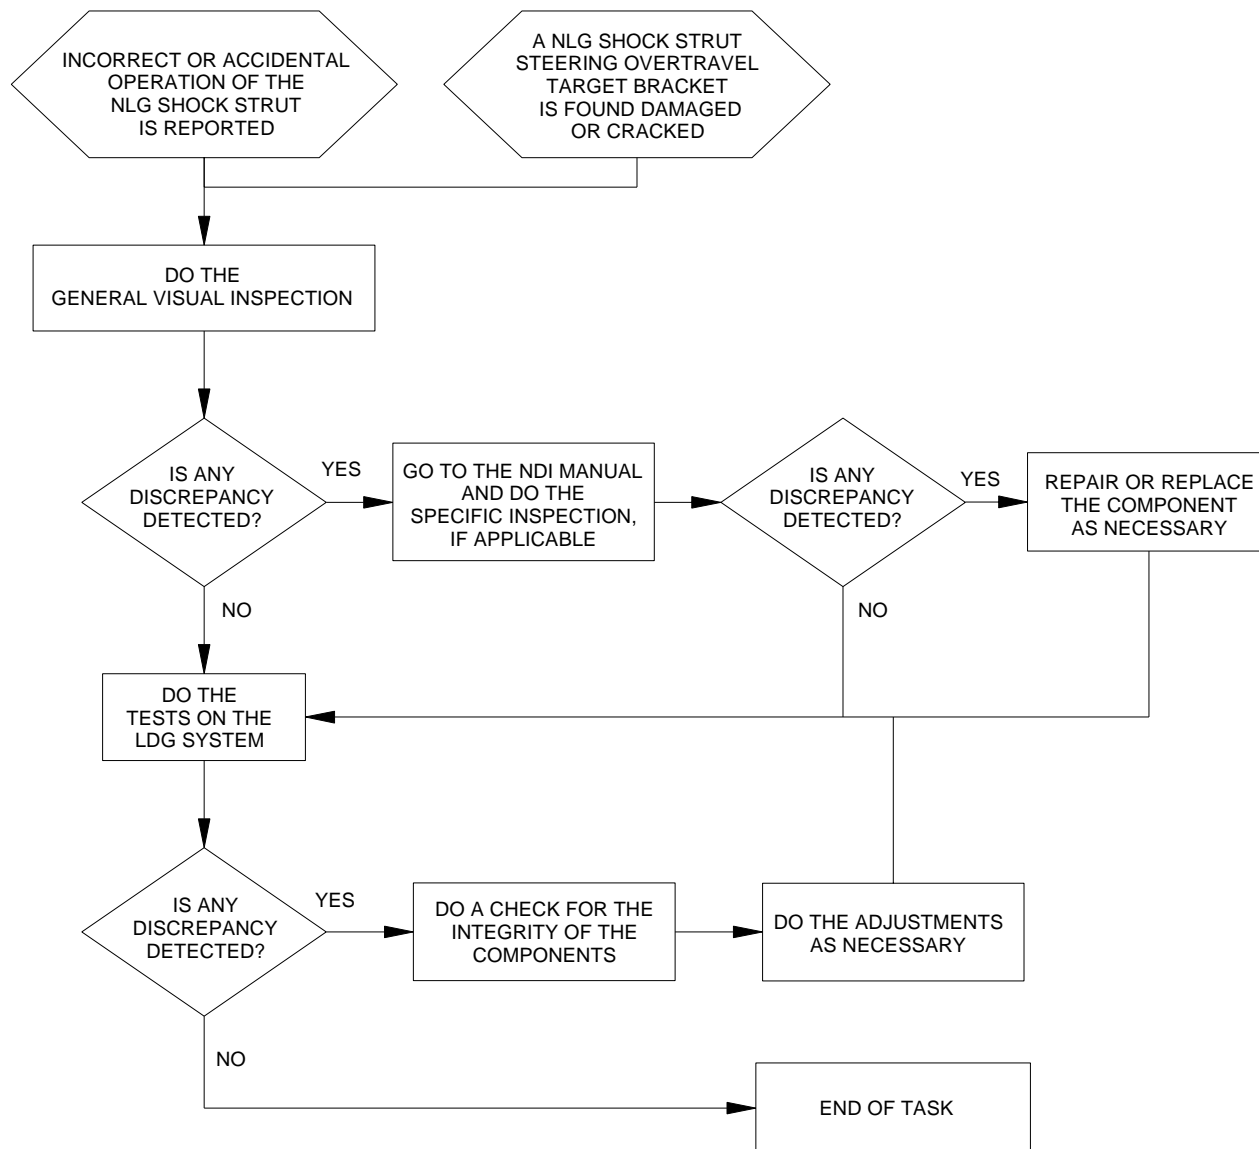 INCORRECT OR ACCIDENTAL
OPERATION OF THE
NLG SHOCK STRUT
IS REPORTED
A NLG SHOCK STRUT
STEERING OVERTRAVEL
TARGET BRACKET
IS FOUND DAMAGED
OR CRACKED
DO THE
GENERAL VISUAL INSPECTION
IS ANY
DISCREPANCY
DETECTED?
YES
GO TO THE NDI MANUAL
AND DO THE
SPECIFIC INSPECTION,
IF APPLICABLE
IS ANY
DISCREPANCY
DETECTED?
YES
REPAIR OR REPLACE
THE COMPONENT
AS NECESSARY
NO
NO
DO THE
TESTS ON THE
LDG SYSTEM
IS ANY
DISCREPANCY
DETECTED?
YES
DO A CHECK FOR THE
INTEGRITY OF THE
COMPONENTS
DO THE ADJUSTMENTS
AS NECESSARY
NO
END OF TASK